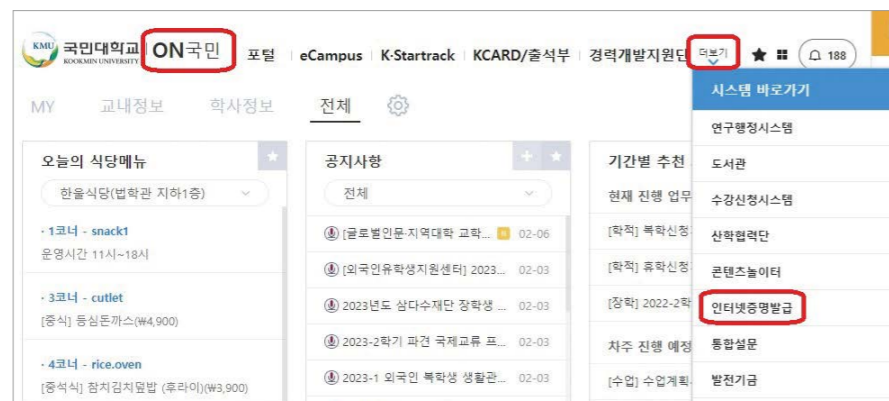 KMU 국민대학교 ON국민
KOOKMIN UNIVERSITY
포털 eCampus K·Startrack KCARD/출석부 경력개발지원단 더보기 188
MY 교내정보 학사정보 전체
시스템 바로가기
연구행정시스템
도서관
수강신청시스템
산학협력단
콘텐츠놀이터
인터넷증명발급
통합설문
발전기금
오늘의 식당메뉴
한울식당(법학관 지하1층)
· 1코너 - snack1
운영시간 11시~18시
· 3코너 - cutlet
[중식] 등심돈까스(₩4,900)
· 4코너 - rice.oven
[중석식] 참치김치덮밥 (후라이)(₩3,900)
공지사항
전체
[글로벌인문·지역대학 교학... N 02-06
[외국인유학생지원센터] 2023... 02-03
2023년도 삼다수재단 장학생 ... 02-03
2023-2학기 파견 국제교류 프... 02-03
2023-1 외국인 복학생 생활관... 02-03
기간별 추천
현재 진행 업무
[학적] 복학신청
[학적] 휴학신청
[장학] 2022-2학
차주 진행 예정
[수업] 수업계획